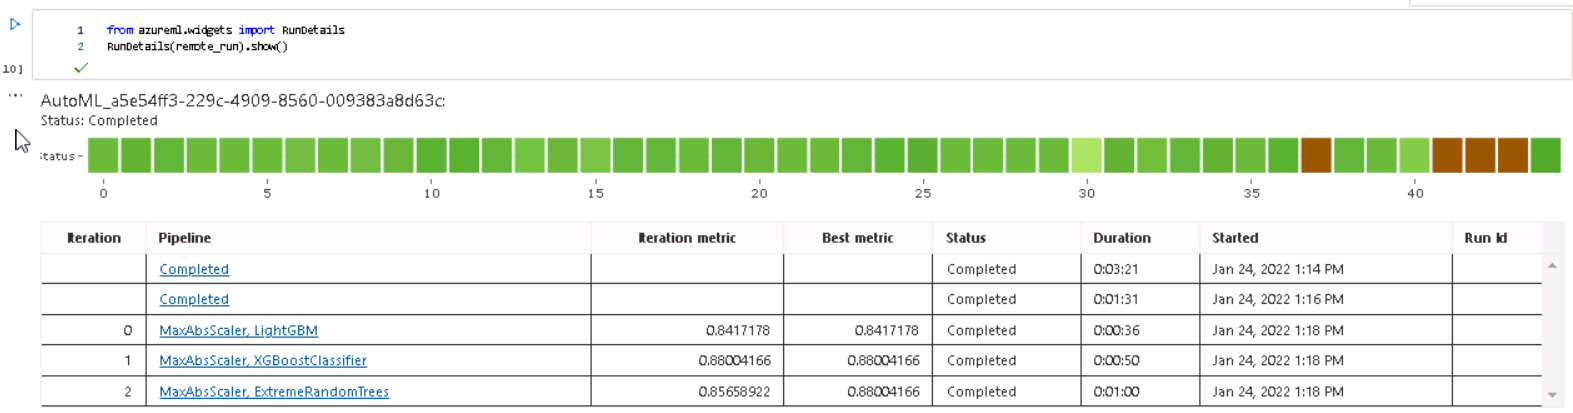 1 from azureml.widgets import RunDetails
2 RunDetails(remote_run).show()
10]
...
AutoML_a5e54ff3-229c-4909-8560-009383a8d63c:
Status: Completed
tatus -
0 5 10 15 20 25 30 35 40
Iteration Pipeline Iteration metric Best metric Status Duration Started Run Id
Completed Completed 0:03:21 Jan 24, 2022 1:14 PM
Completed Completed 0:01:31 Jan 24, 2022 1:16 PM
0 MaxAbsScaler, LightGBM 0.8417178 0.8417178 Completed 0:00:36 Jan 24, 2022 1:18 PM
1 MaxAbsScaler, XGBoostClassifier 0.88004166 0.88004166 Completed 0:00:50 Jan 24, 2022 1:18 PM
2 MaxAbsScaler, ExtremeRandomTrees 0.85658922 0.88004166 Completed 0:01:00 Jan 24, 2022 1:18 PM